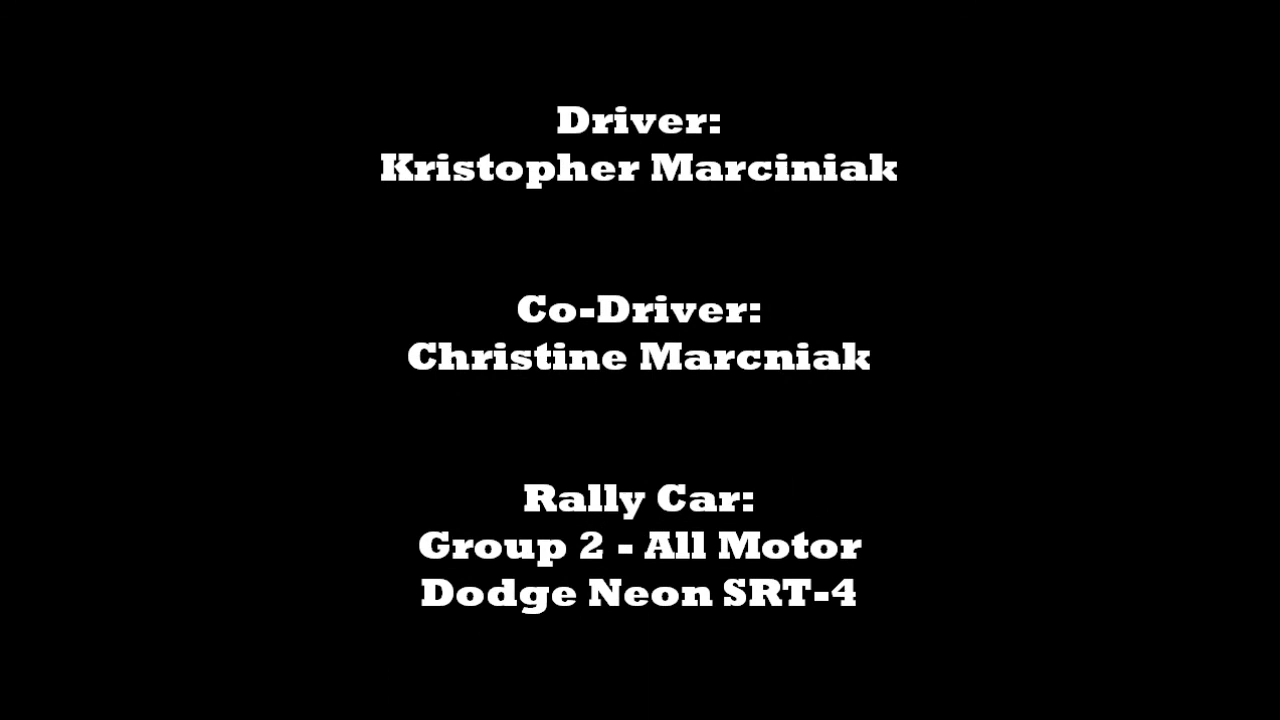 Driver:
Kristopher Marciniak
Co-Driver:
Christine Marcniak
Rally Car:
Group 2 - All Motor
Dodge Neon SRT-4